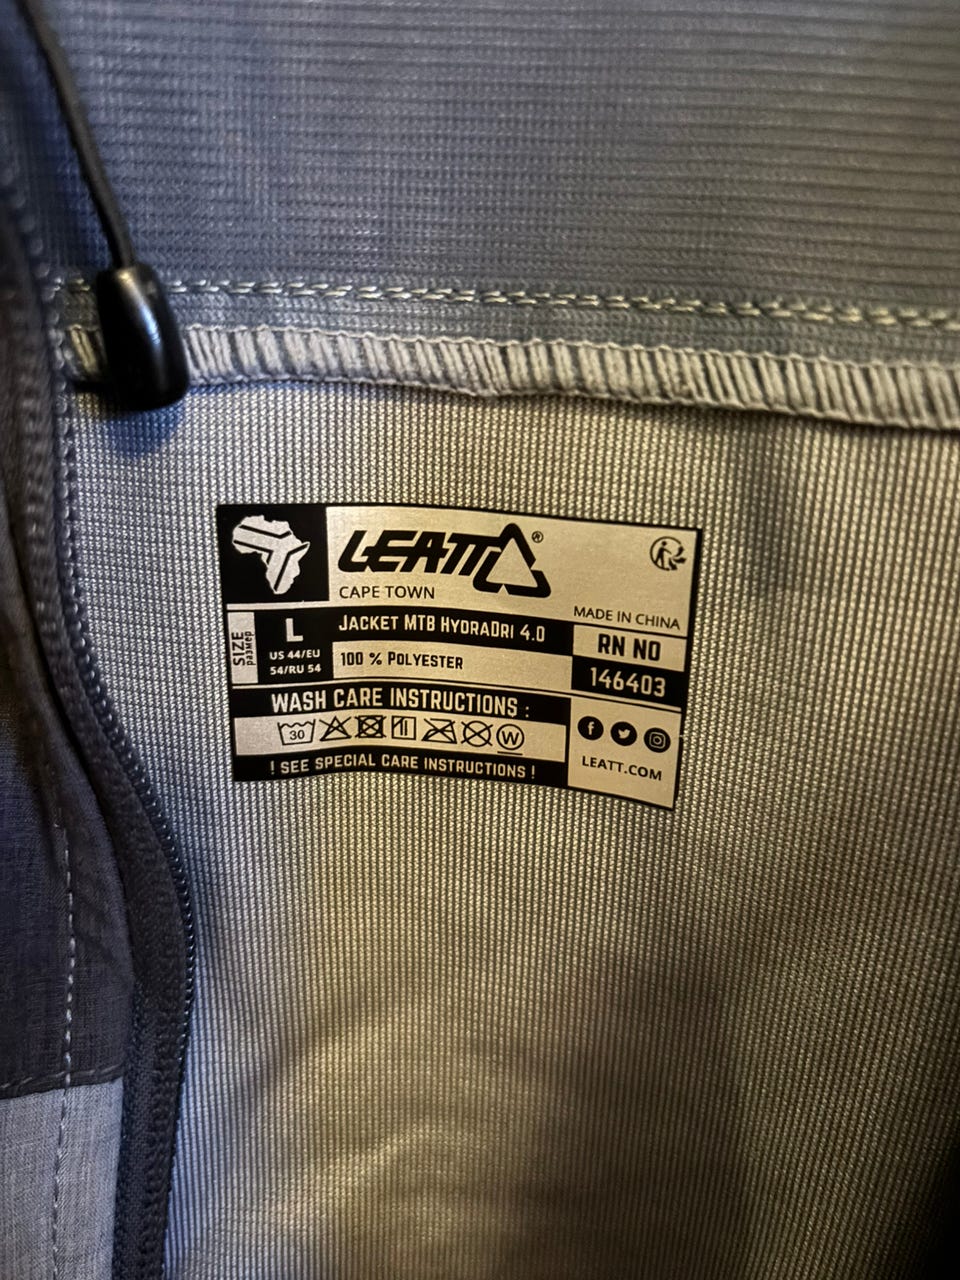 LEATT®
CAPE TOWN
MADE IN CHINA
SIZE
размер
L
US 44/EU
54/RU 54
JACKET MTB HYDRADRI 4.0
100 % POLYESTER
RN NO
146403
WASH CARE INSTRUCTIONS :
30
W
! SEE SPECIAL CARE INSTRUCTIONS !
LEATT.COM